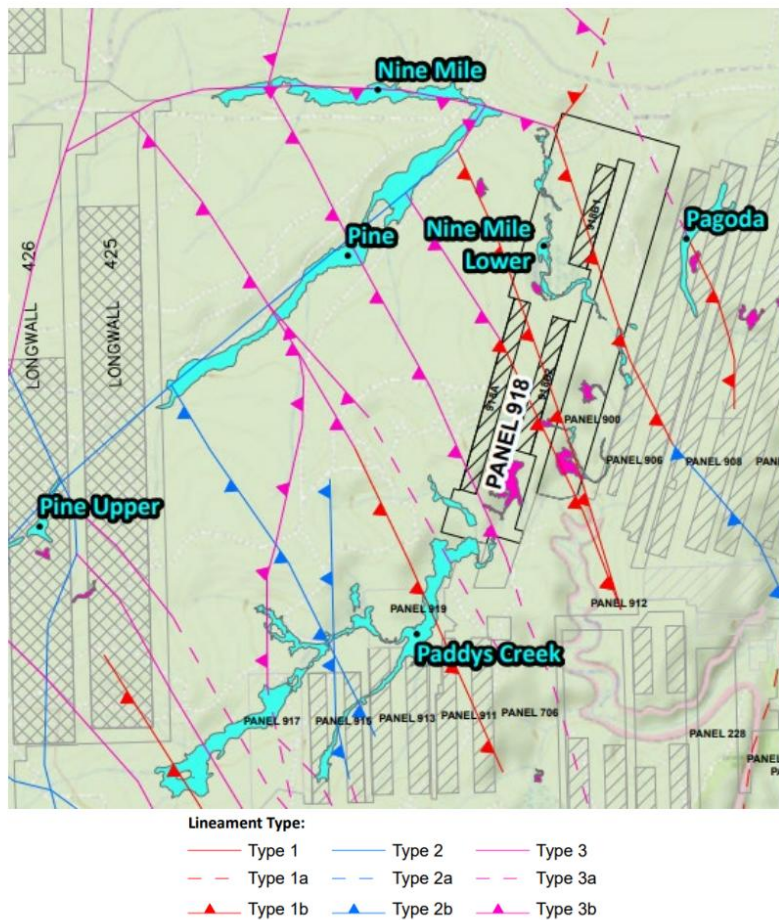 Nine Mile
Pine
Nine Mile
Lower
Pagoda
LONGWALL 426
LONGWALL 425
918B1
918A
918B2
PANEL 918
PANEL 900
PANEL 906
PANEL 908
Pine Upper
PANEL 919
PANEL 912
Paddys Creek
PANEL 917
PANEL 915
PANEL 913
PANEL 911
PANEL 706
PANEL 228
Lineament Type:
Type 1
Type 2
Type 3
Type 1a
Type 2a
Type 3a
Type 1b
Type 2b
Type 3b